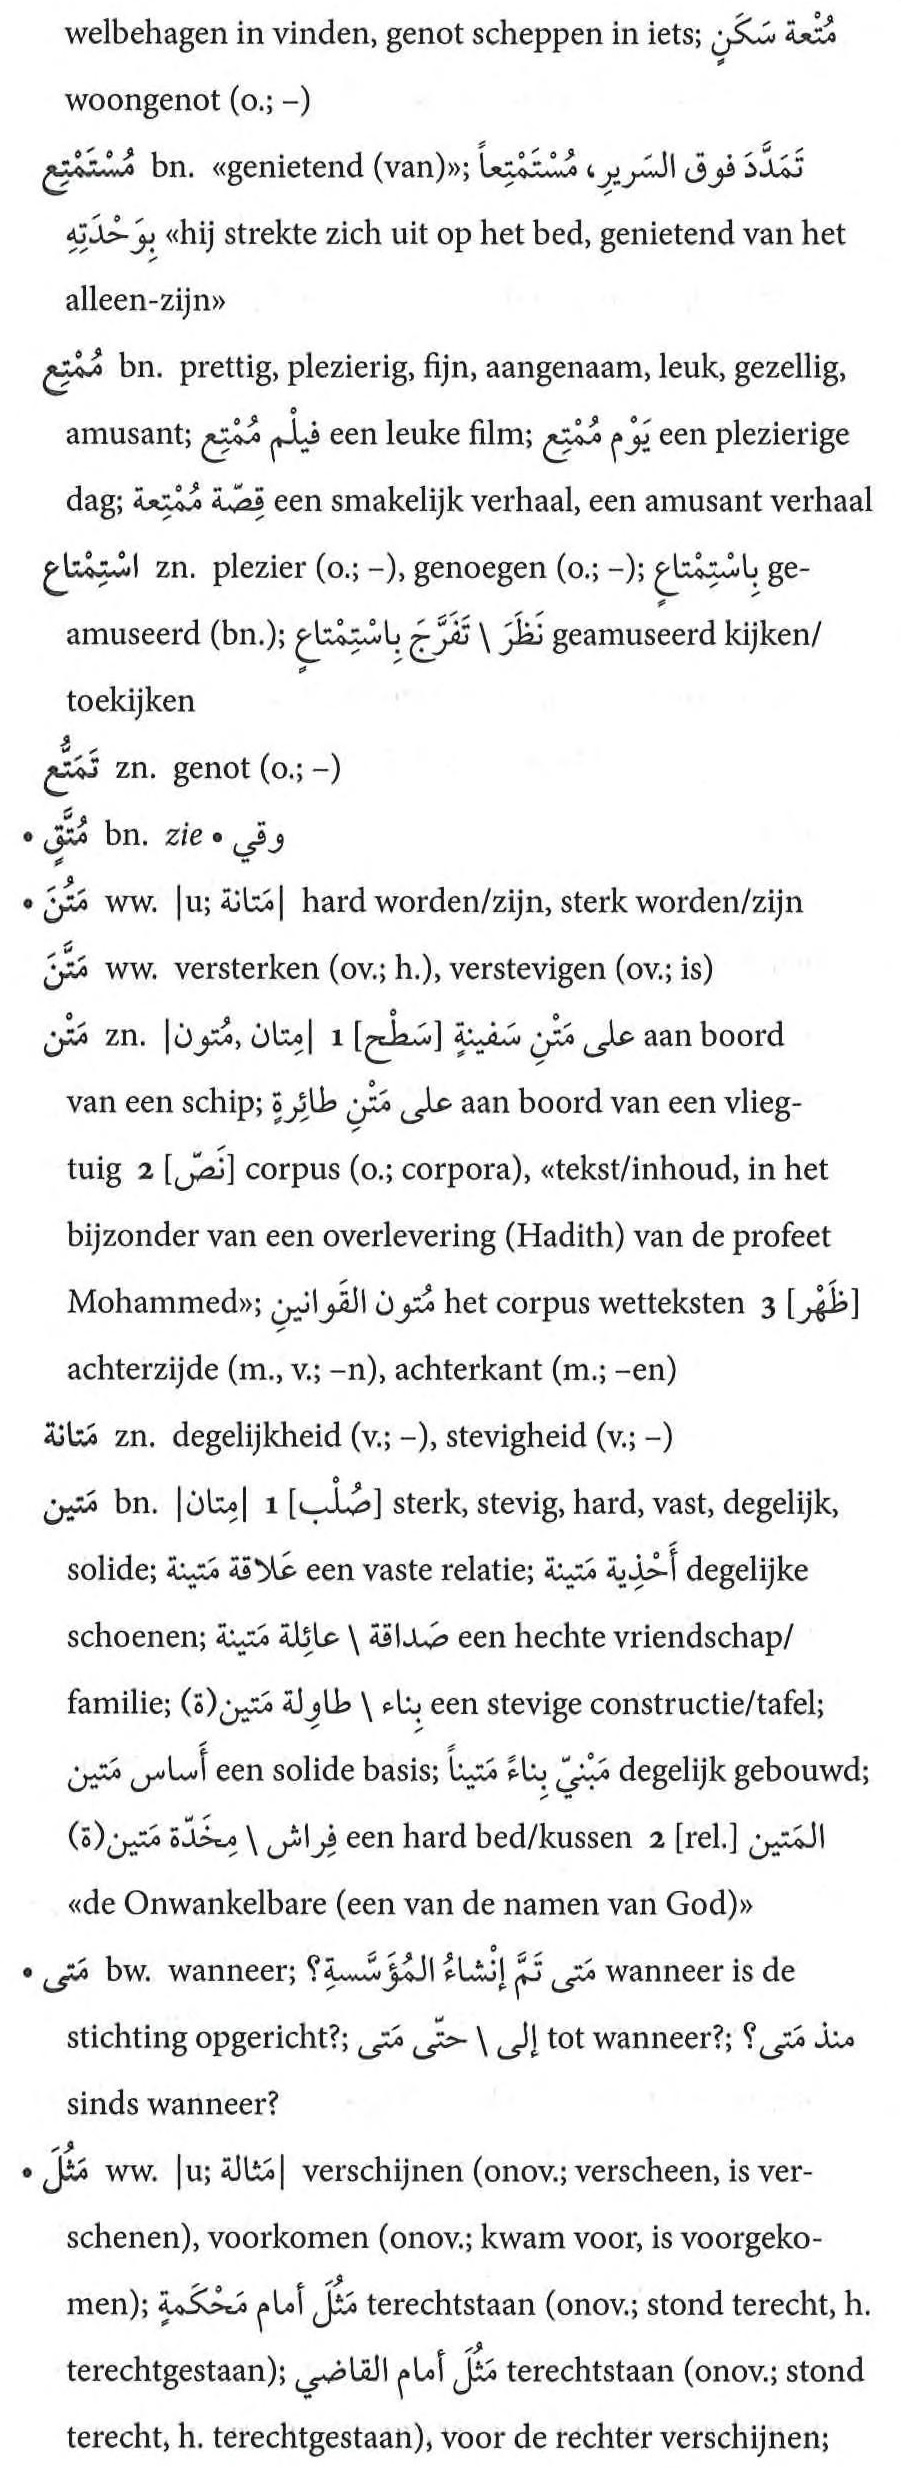 welbehagen in vinden, genot scheppen in iets; مُتْعة سَكَنٍ
woongenot (o.; –)
مُسْتَمْتِع bn. «genietend (van)»; تَمَدَّدَ فوق السَريرِ، مُسْتَمْتِعاً
بِوَحْدَتِهِ «hij strekte zich uit op het bed, genietend van het
alleen-zijn»
مُمْتِع bn. prettig, plezierig, fijn, aangenaam, leuk, gezellig,
amusant; فيلْم مُمْتِع een leuke film; يَوْم مُمْتِع een plezierige
dag; قِصّة مُمْتِعة een smakelijk verhaal, een amusant verhaal
اسْتِمْتاع zn. plezier (o.; –), genoegen (o.; –); بِاسْتِمْتاعٍ ge-
amuseerd (bn.); نَظَرَ \ تَفَرَّجَ بِاسْتِمْتاعٍ geamuseerd kijken/
toekijken
تَمَتُّع zn. genot (o.; –)
• مُتَّقٍ bn. zie • وقي
• مَتُنَ ww. |u; مَتانة| hard worden/zijn, sterk worden/zijn
مَتَّنَ ww. versterken (ov.; h.), verstevigen (ov.; is)
مَتْن zn. |مِتان, مُتون| 1 [سَطْح] على مَتْنِ سَفينةٍ aan boord
van een schip; على مَتْنِ طائِرةٍ aan boord van een vlieg-
tuig 2 [نَصّ] corpus (o.; corpora), «tekst/inhoud, in het
bijzonder van een overlevering (Hadith) van de profeet
Mohammed»; مُتون القَوانينِ het corpus wetteksten 3 [ظَهْر]
achterzijde (m., v.; –n), achterkant (m.; –en)
مَتانة zn. degelijkheid (v.; –), stevigheid (v.; –)
مَتين bn. |مِتان| 1 [صُلْب] sterk, stevig, hard, vast, degelijk,
solide; عَلاقة مَتينة een vaste relatie; أَحْذِية مَتينة degelijke
schoenen; صَداقة \ عائِلة مَتينة een hechte vriendschap/
familie; بِناء \ طاوِلة مَتين(ة) een stevige constructie/tafel;
أَساس مَتين een solide basis; مَبْنيّ بِناءً مَتيناً degelijk gebouwd;
فِراش \ مِخَدّة مَتين(ة) een hard bed/kussen 2 [rel.] المَتين
«de Onwankelbare (een van de namen van God)»
• مَتى bw. wanneer; مَتى تَمَّ إنْشاءُ المُؤَسَّسةِ؟ wanneer is de
stichting opgericht?; إلى \ حتّى مَتى tot wanneer?; منذ مَتى؟
sinds wanneer?
• مَثُلَ ww. |u; مَثالة| verschijnen (onov.; verscheen, is ver-
schenen), voorkomen (onov.; kwam voor, is voorgeko-
men); مَثُلَ أمام مَحْكَمةٍ terechtstaan (onov.; stond terecht, h.
terechtgestaan); مَثُلَ أمام القاضي terechtstaan (onov.; stond
terecht, h. terechtgestaan), voor de rechter verschijnen;